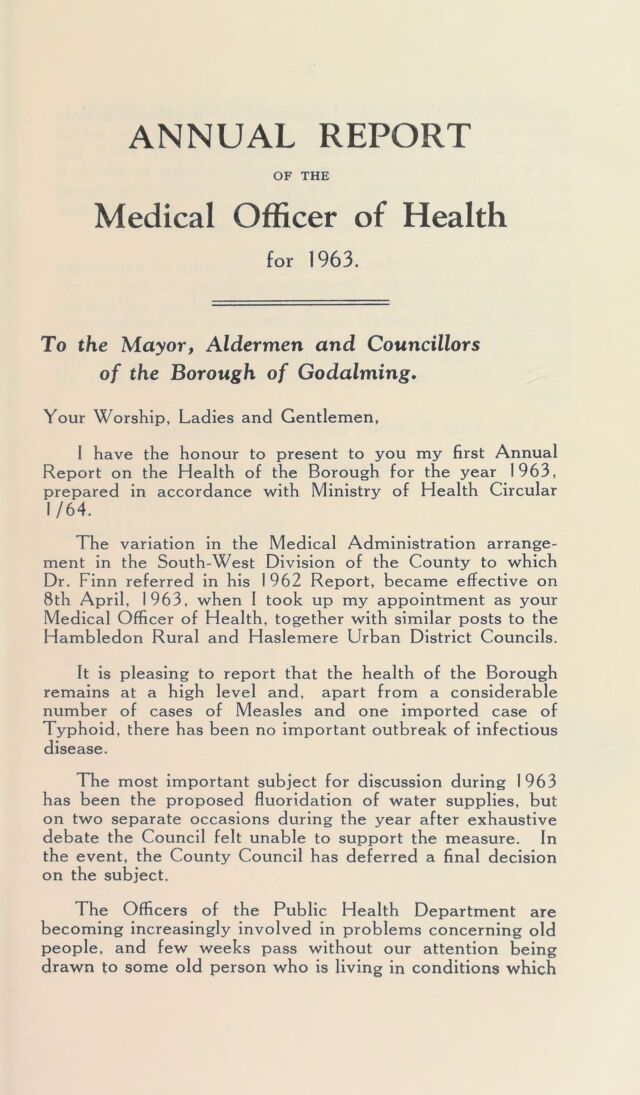 ANNUAL REPORT
OF THE
Medical Officer of Health
for 1963.
To the Mayor, Aldermen and Councillors
of the Borough of Godalming.
Your Worship, Ladies and Gentlemen,
I have the honour to present to you my first Annual
Report on the Health of the Borough for the year 1963,
prepared in accordance with Ministry of Health Circular
1/64.
The variation in the Medical Administration arrange-
ment in the South-West Division of the County to which
Dr. Finn referred in his 1962 Report, became effective on
8th April, 1963, when I took up my appointment as your
Medical Officer of Health, together with similar posts to the
Hambledon Rural and Haslemere Urban District Councils.
It is pleasing to report that the health of the Borough
remains at a high level and, apart from a considerable
number of cases of Measles and one imported case of
Typhoid, there has been no important outbreak of infectious
disease.
The most important subject for discussion during 1963
has been the proposed fluoridation of water supplies, but
on two separate occasions during the year after exhaustive
debate the Council felt unable to support the measure. In
the event, the County Council has deferred a final decision
on the subject.
The Officers of the Public Health Department are
becoming increasingly involved in problems concerning old
people, and few weeks pass without our attention being
drawn to some old person who is living in conditions which